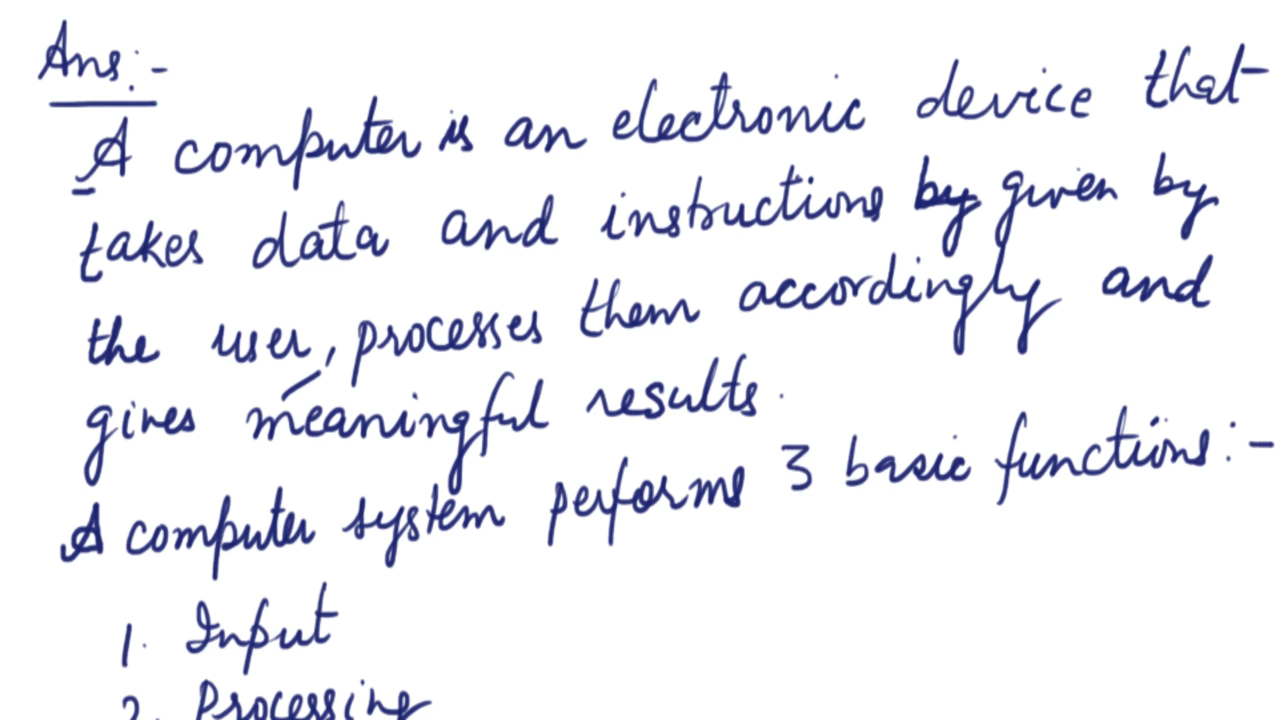 Ans:-
A computer is an electronic device that
takes data and instructions by given by
the user, processes them accordingly and
gives meaningful results.
A computer system performs 3 basic functions:-
1. Input
2. Processing